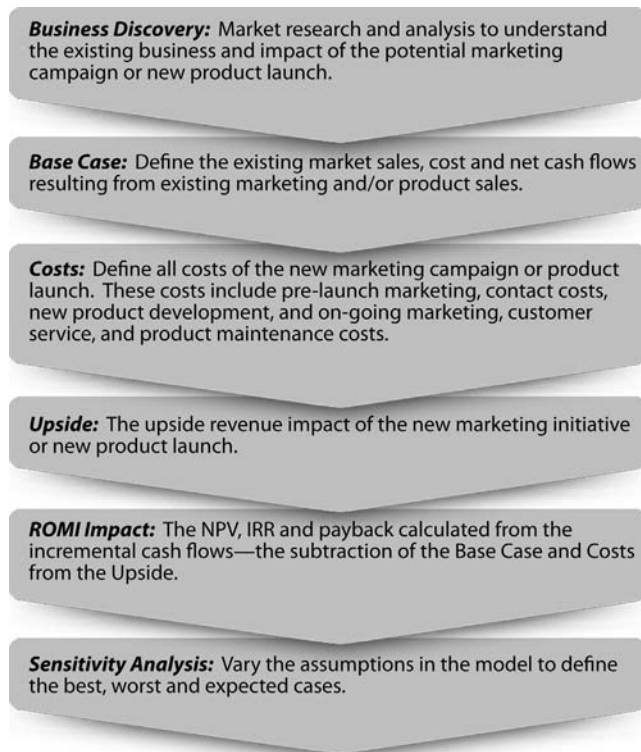 Business Discovery: Market research and analysis to understand
the existing business and impact of the potential marketing
campaign or new product launch.
Base Case: Define the existing market sales, cost and net cash flows
resulting from existing marketing and/or product sales.
Costs: Define all costs of the new marketing campaign or product
launch. These costs include pre-launch marketing, contact costs,
new product development, and on-going marketing, customer
service, and product maintenance costs.
Upside: The upside revenue impact of the new marketing initiative
or new product launch.
ROMI Impact: The NPV, IRR and payback calculated from the
incremental cash flows—the subtraction of the Base Case and Costs
from the Upside.
Sensitivity Analysis: Vary the assumptions in the model to define
the best, worst and expected cases.